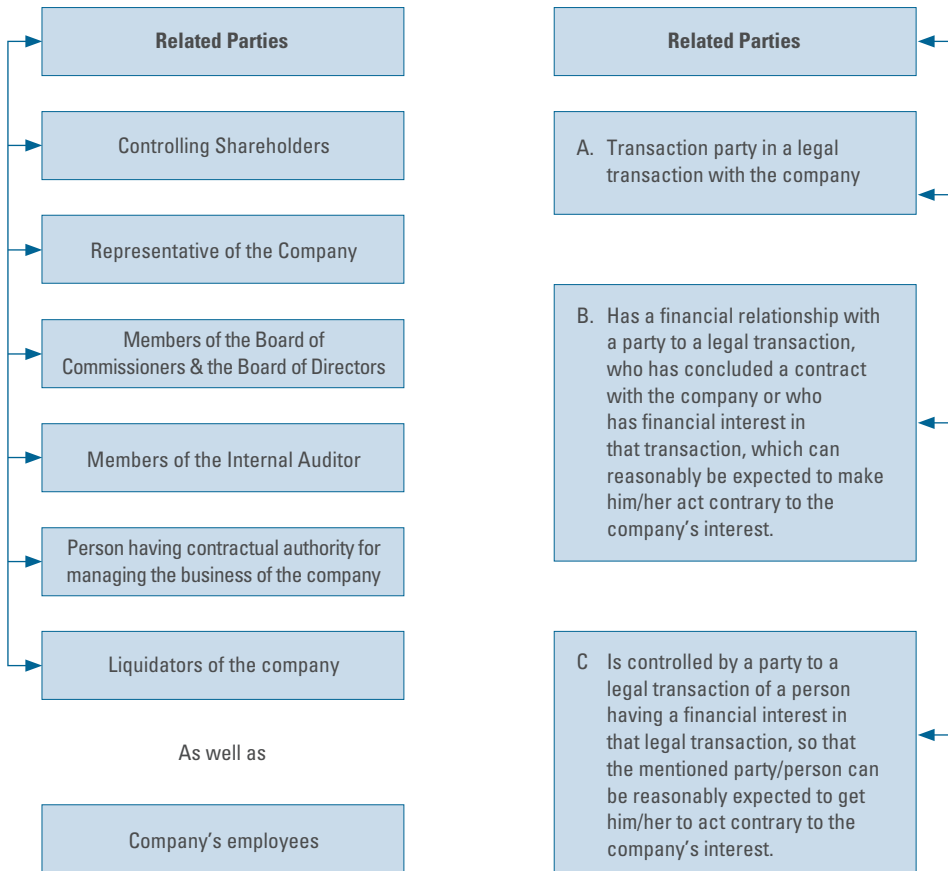 Related Parties
Controlling Shareholders
Representative of the Company
Members of the Board of
Commissioners & the Board of Directors
Members of the Internal Auditor
Person having contractual authority for
managing the business of the company
Liquidators of the company
As well as
Company's employees
Related Parties
A. Transaction party in a legal
transaction with the company
B. Has a financial relationship with
a party to a legal transaction,
who has concluded a contract
with the company or who
has financial interest in
that transaction, which can
reasonably be expected to make
him/her act contrary to the
company's interest.
C Is controlled by a party to a
legal transaction of a person
having a financial interest in
that legal transaction, so that
the mentioned party/person can
be reasonably expected to get
him/her to act contrary to the
company's interest.